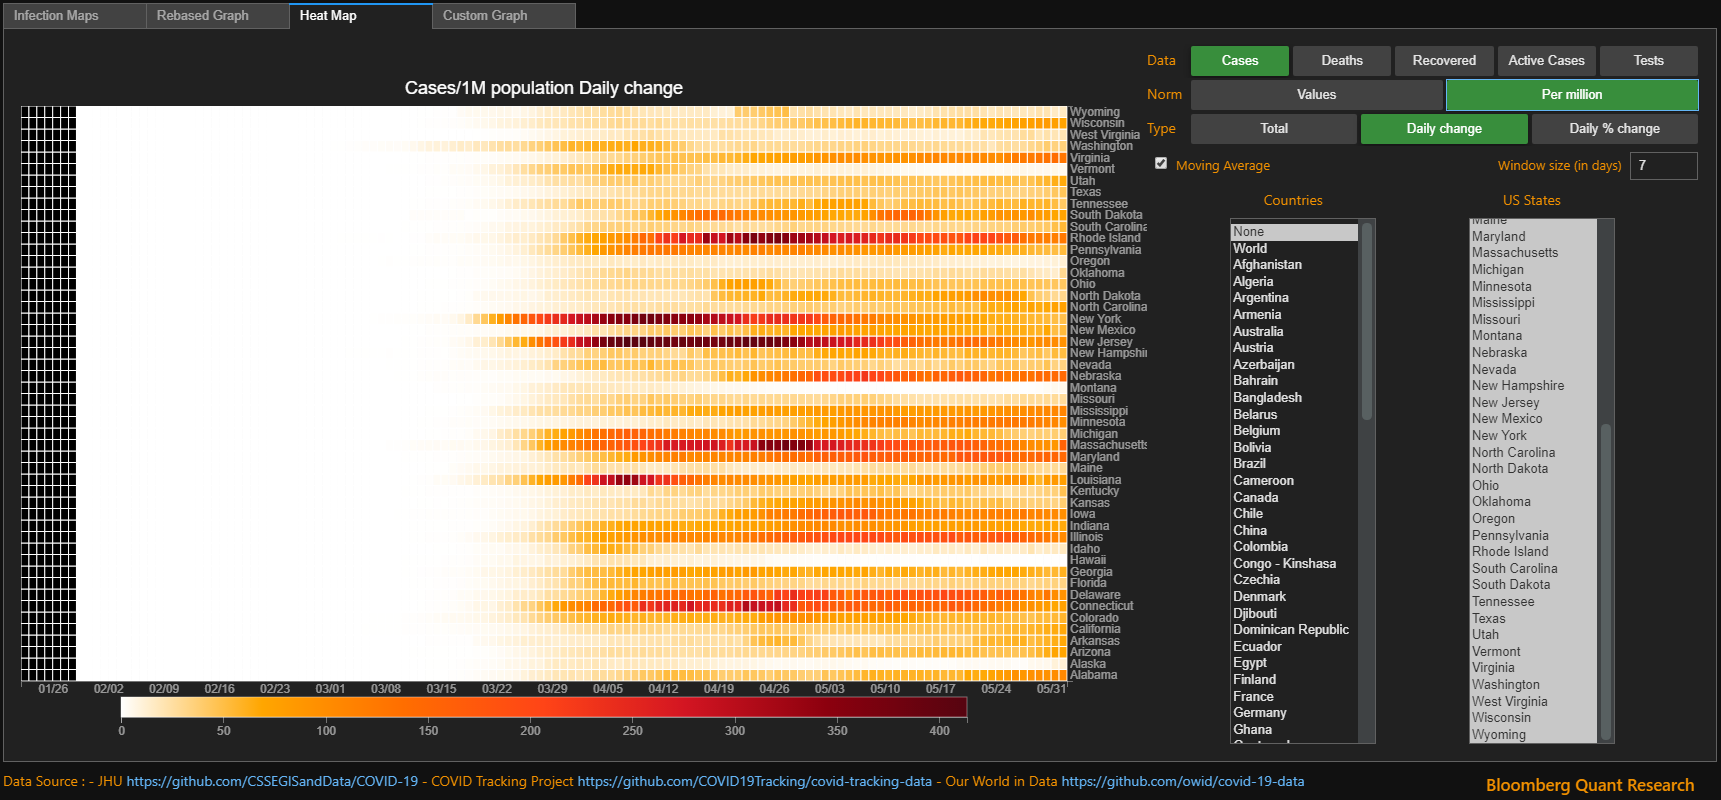 Infection Maps Rebased Graph Heat Map Custom Graph
Data Cases Deaths Recovered Active Cases Tests
Norm Values Per million
Type Total Daily change Daily % change
Moving Average Window size (in days) 7
Cases/1M population Daily change
Wyoming
Wisconsin
West Virginia
Washington
Virginia
Vermont
Utah
Texas
Tennessee
South Dakota
South Carolina
Rhode Island
Pennsylvania
Oregon
Oklahoma
Ohio
North Dakota
North Carolina
New York
New Mexico
New Jersey
New Hampshi
Nevada
Nebraska
Montana
Missouri
Mississippi
Minnesota
Michigan
Massachusetts
Maryland
Maine
Louisiana
Kentucky
Kansas
Iowa
Indiana
Illinois
Idaho
Hawaii
Georgia
Florida
Delaware
Connecticut
Colorado
California
Arkansas
Arizona
Alaska
Alabama
01/26 02/02 02/09 02/16 02/23 03/01 03/08 03/15 03/22 03/29 04/05 04/12 04/19 04/26 05/03 05/10 05/17 05/24 05/31
0 50 100 150 200 250 300 350 400
Countries
None
World
Afghanistan
Algeria
Argentina
Armenia
Australia
Austria
Azerbaijan
Bahrain
Bangladesh
Belarus
Belgium
Bolivia
Brazil
Cameroon
Canada
Chile
China
Colombia
Congo - Kinshasa
Czechia
Denmark
Djibouti
Dominican Republic
Ecuador
Egypt
Finland
France
Germany
Ghana
US States
Maine
Maryland
Massachusetts
Michigan
Minnesota
Mississippi
Missouri
Montana
Nebraska
Nevada
New Hampshire
New Jersey
New Mexico
New York
North Carolina
North Dakota
Ohio
Oklahoma
Oregon
Pennsylvania
Rhode Island
South Carolina
South Dakota
Tennessee
Texas
Utah
Vermont
Virginia
Washington
West Virginia
Wisconsin
Wyoming
Data Source : - JHU https://github.com/CSSEGISandData/COVID-19 - COVID Tracking Project https://github.com/COVID19Tracking/covid-tracking-data - Our World in Data https://github.com/owid/covid-19-data
Bloomberg Quant Research